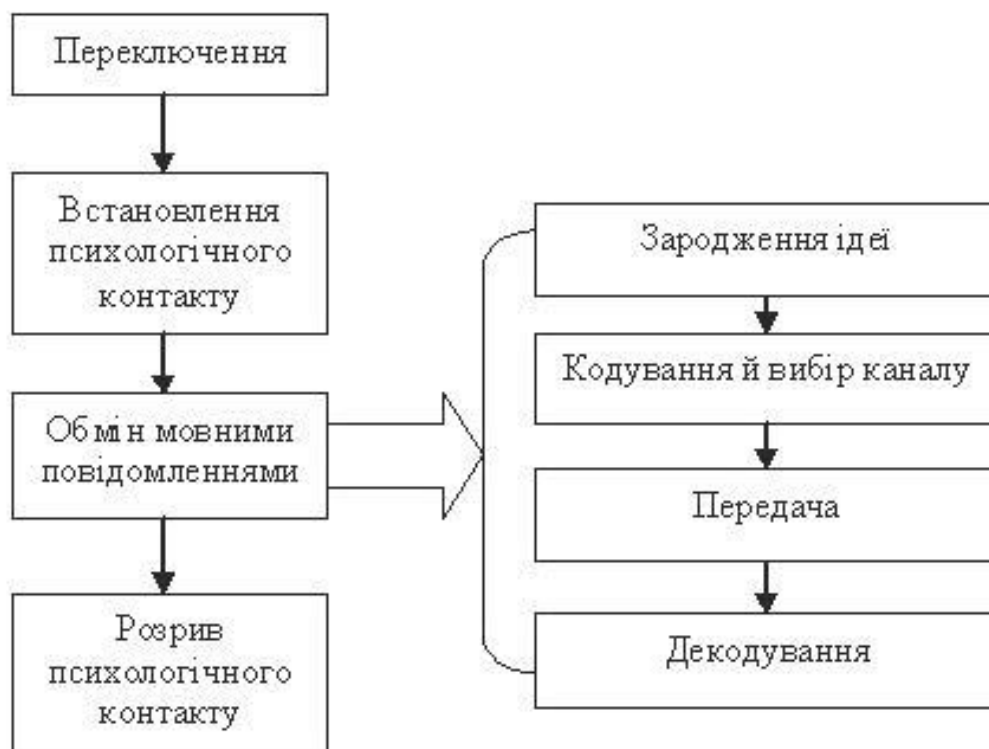 Переключення
Встановлення
психологічного
контакту
Обмін мовними
повідомленнями
Розрив
психологічного
контакту
Зародження ідеї
Кодування й вибір каналу
Передача
Декодування